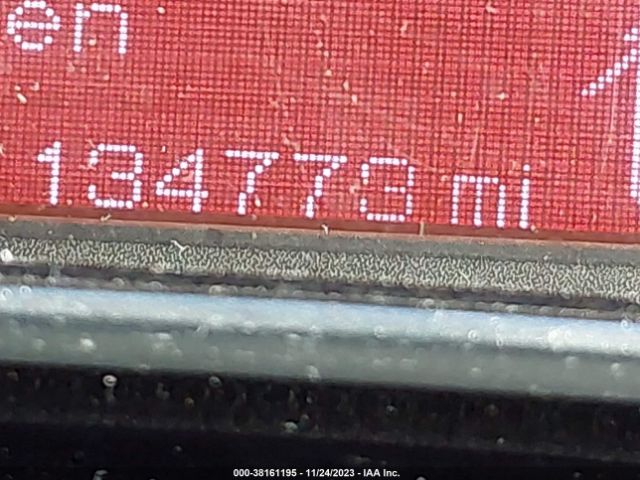 en
134778 mi
000-38161195 - 11/24/2023 - IAA Inc.